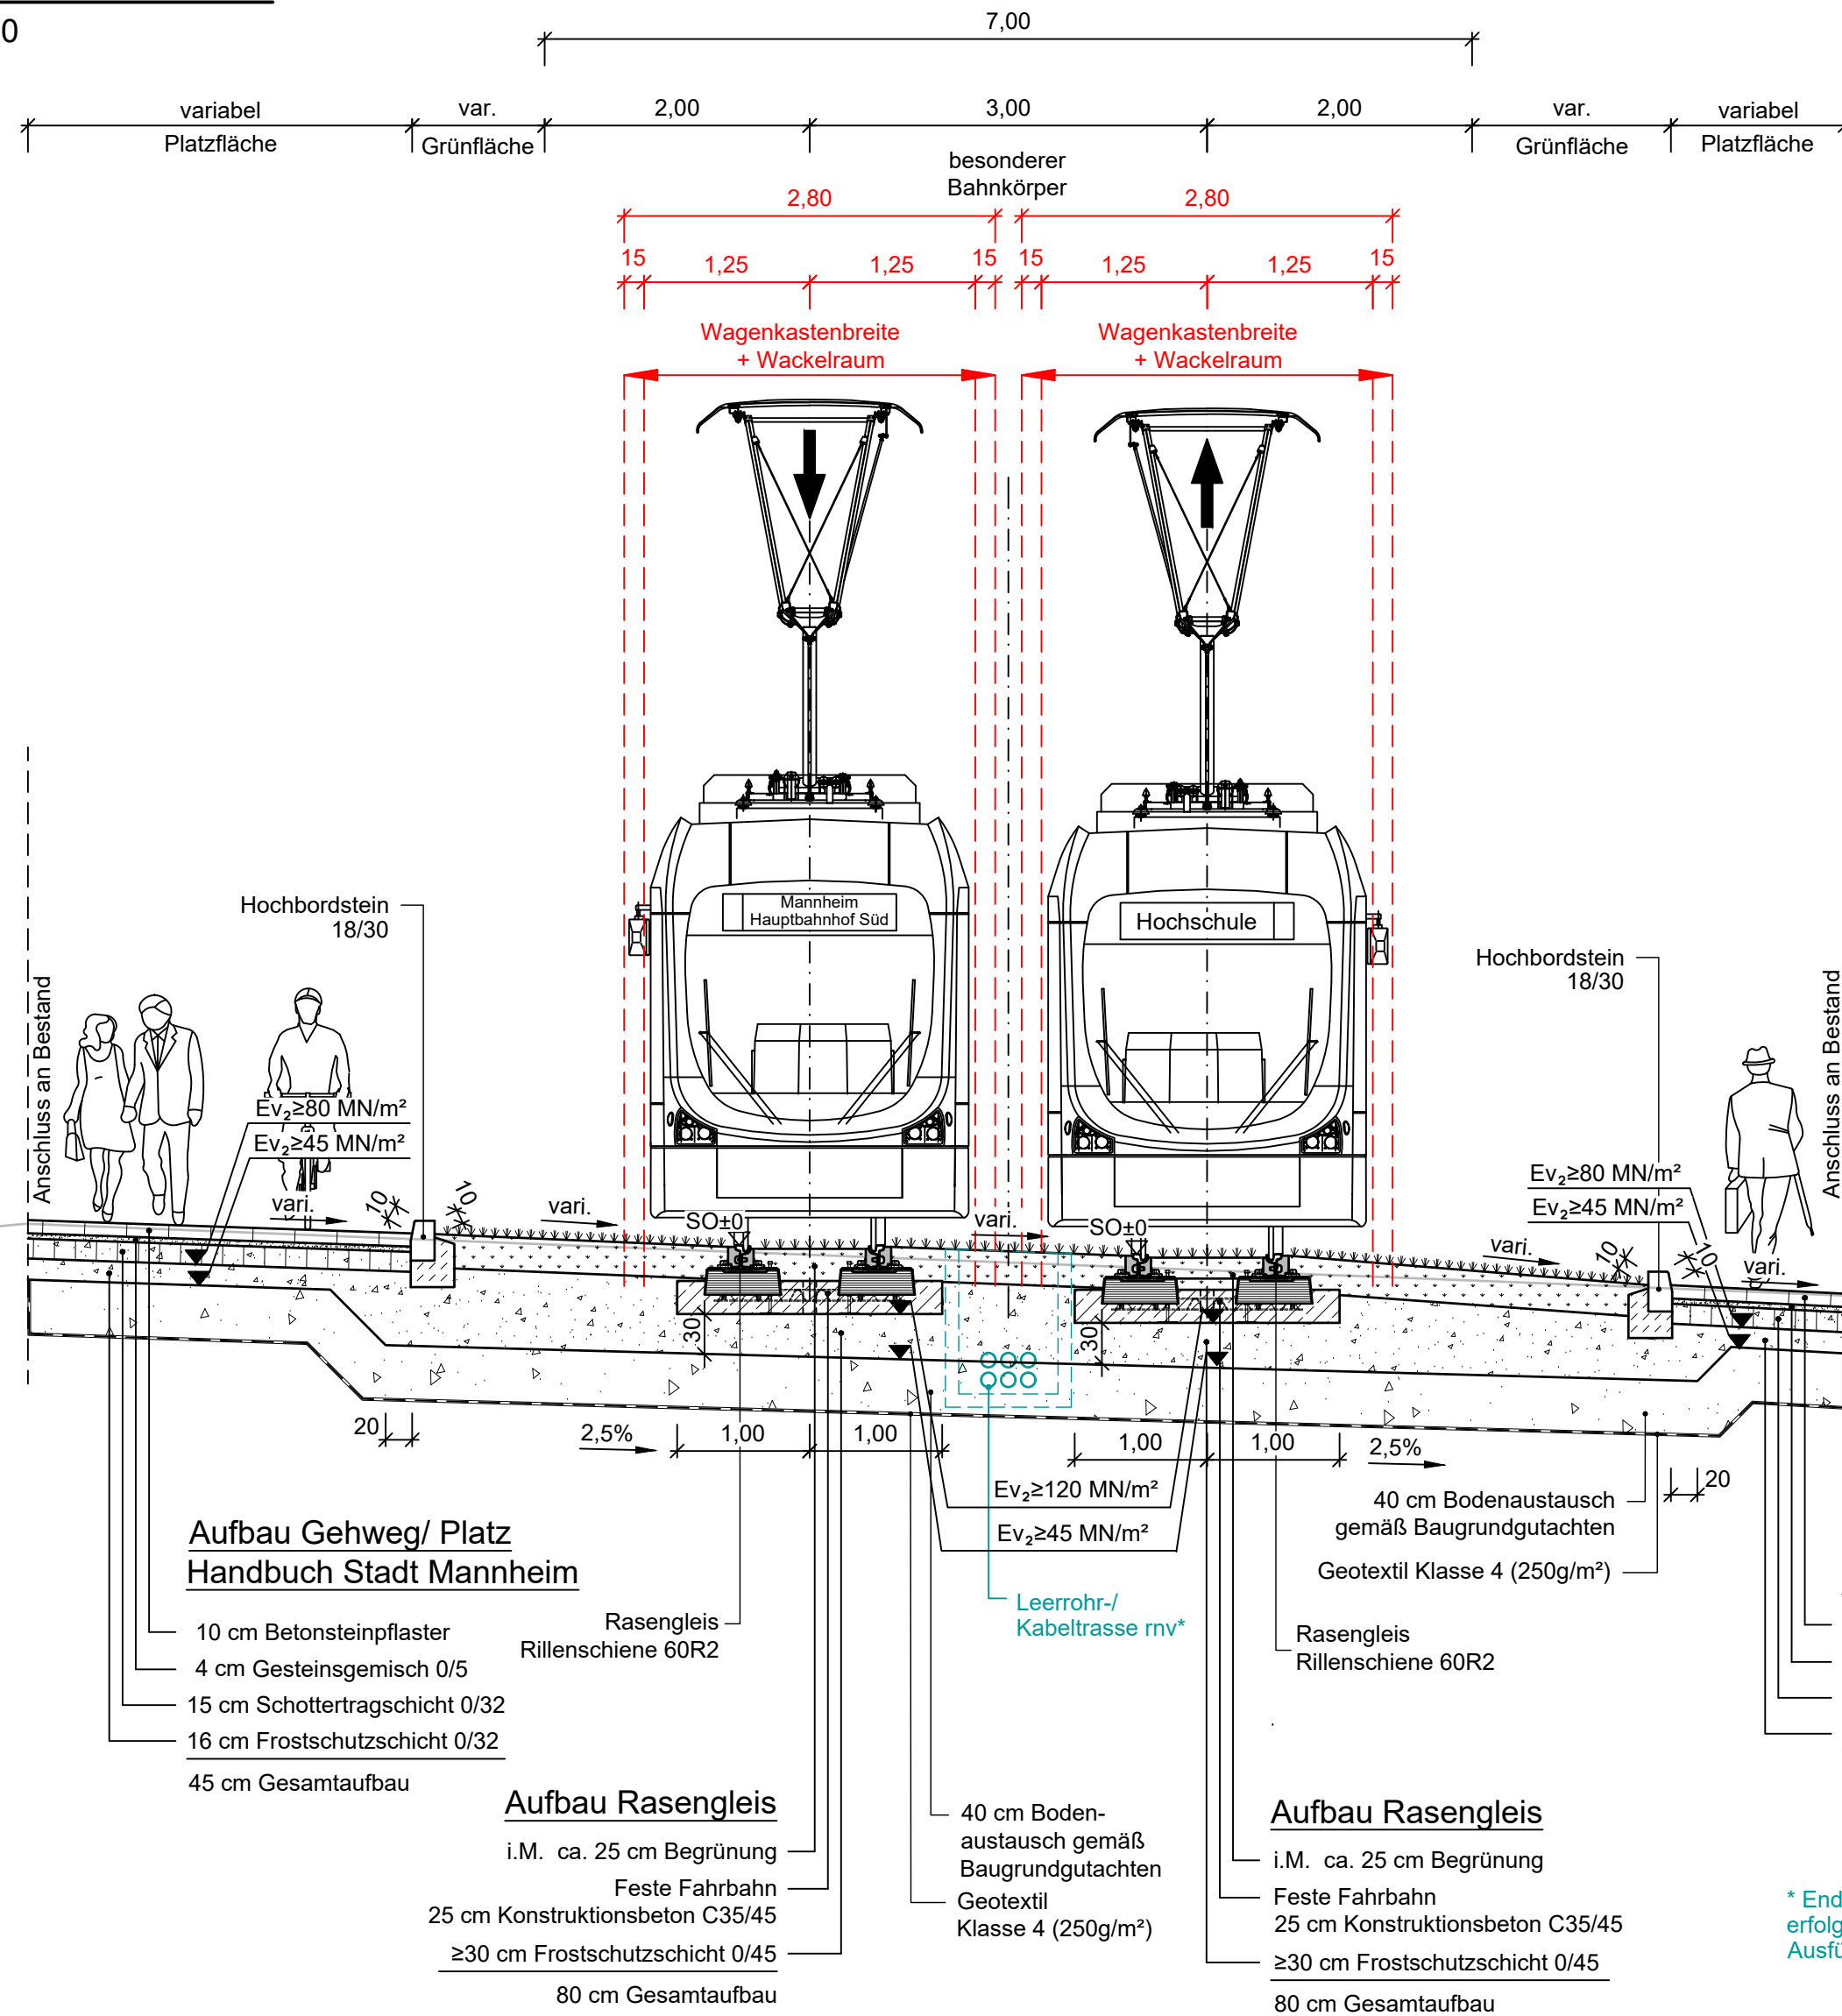 0
7,00
variabel
Platzfläche
var.
Grünfläche
2,00
3,00
2,00
var.
Grünfläche
variabel
Platzfläche
besonderer
Bahnkörper
2,80
2,80
15
1,25
1,25
15
15
1,25
1,25
15
Wagenkastenbreite
+ Wackelraum
Wagenkastenbreite
+ Wackelraum
Mannheim
Hauptbahnhof Süd
Hochschule
Hochbordstein
18/30
Hochbordstein
18/30
Anschluss an Bestand
Anschluss an Bestand
Ev₂≥80 MN/m²
Ev₂≥45 MN/m²
Ev₂≥80 MN/m²
Ev₂≥45 MN/m²
vari.
10
10
vari.
SO±0
vari.
SO±0
vari.
10
10
vari.
30
30
20
2,5%
1,00
1,00
1,00
1,00
2,5%
20
Ev₂≥120 MN/m²
Ev₂≥45 MN/m²
40 cm Bodenaustausch
gemäß Baugrundgutachten
Geotextil Klasse 4 (250g/m²)
Aufbau Gehweg/ Platz
Handbuch Stadt Mannheim
10 cm Betonsteinpflaster
4 cm Gesteinsgemisch 0/5
15 cm Schottertragschicht 0/32
16 cm Frostschutzschicht 0/32
45 cm Gesamtaufbau
Rasengleis
Rillenschiene 60R2
Leerrohr-/
Kabeltrasse rnv*
Rasengleis
Rillenschiene 60R2
Aufbau Rasengleis
i.M. ca. 25 cm Begrünung
Feste Fahrbahn
25 cm Konstruktionsbeton C35/45
≥30 cm Frostschutzschicht 0/45
80 cm Gesamtaufbau
40 cm Boden-
austausch gemäß
Baugrundgutachten
Geotextil
Klasse 4 (250g/m²)
Aufbau Rasengleis
i.M. ca. 25 cm Begrünung
Feste Fahrbahn
25 cm Konstruktionsbeton C35/45
≥30 cm Frostschutzschicht 0/45
80 cm Gesamtaufbau
* End
erfolg
Ausfü